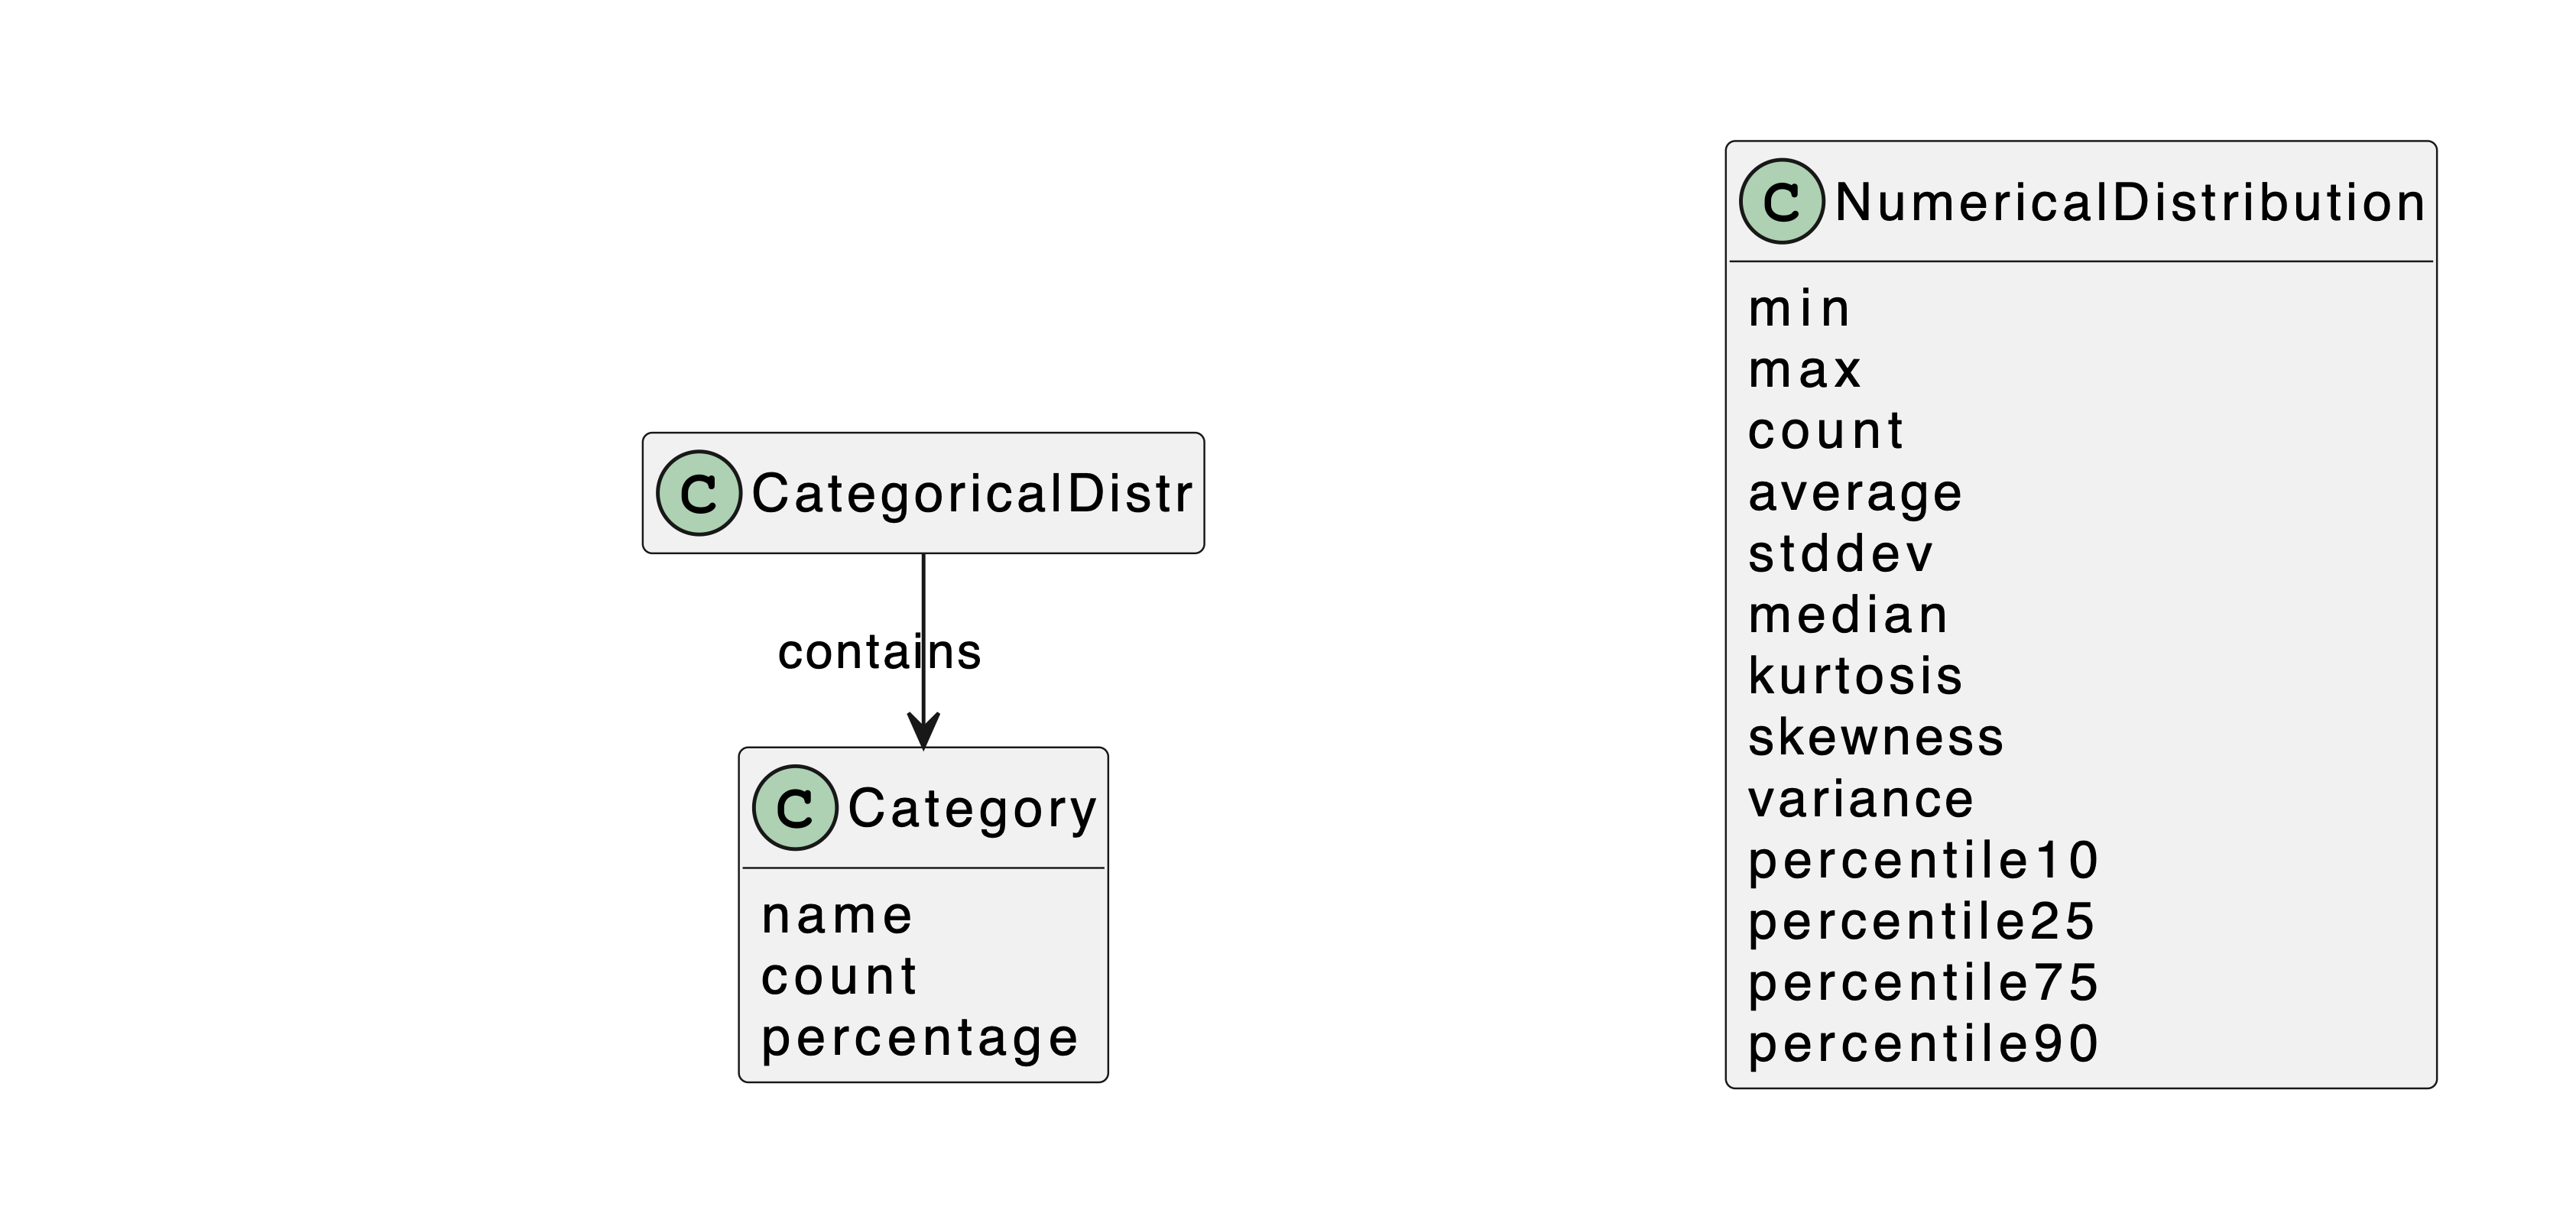 C CategoricalDistr
contains
C Category
name
count
percentage
C NumericalDistribution
min
max
count
average
stddev
median
kurtosis
skewness
variance
percentile10
percentile25
percentile75
percentile90